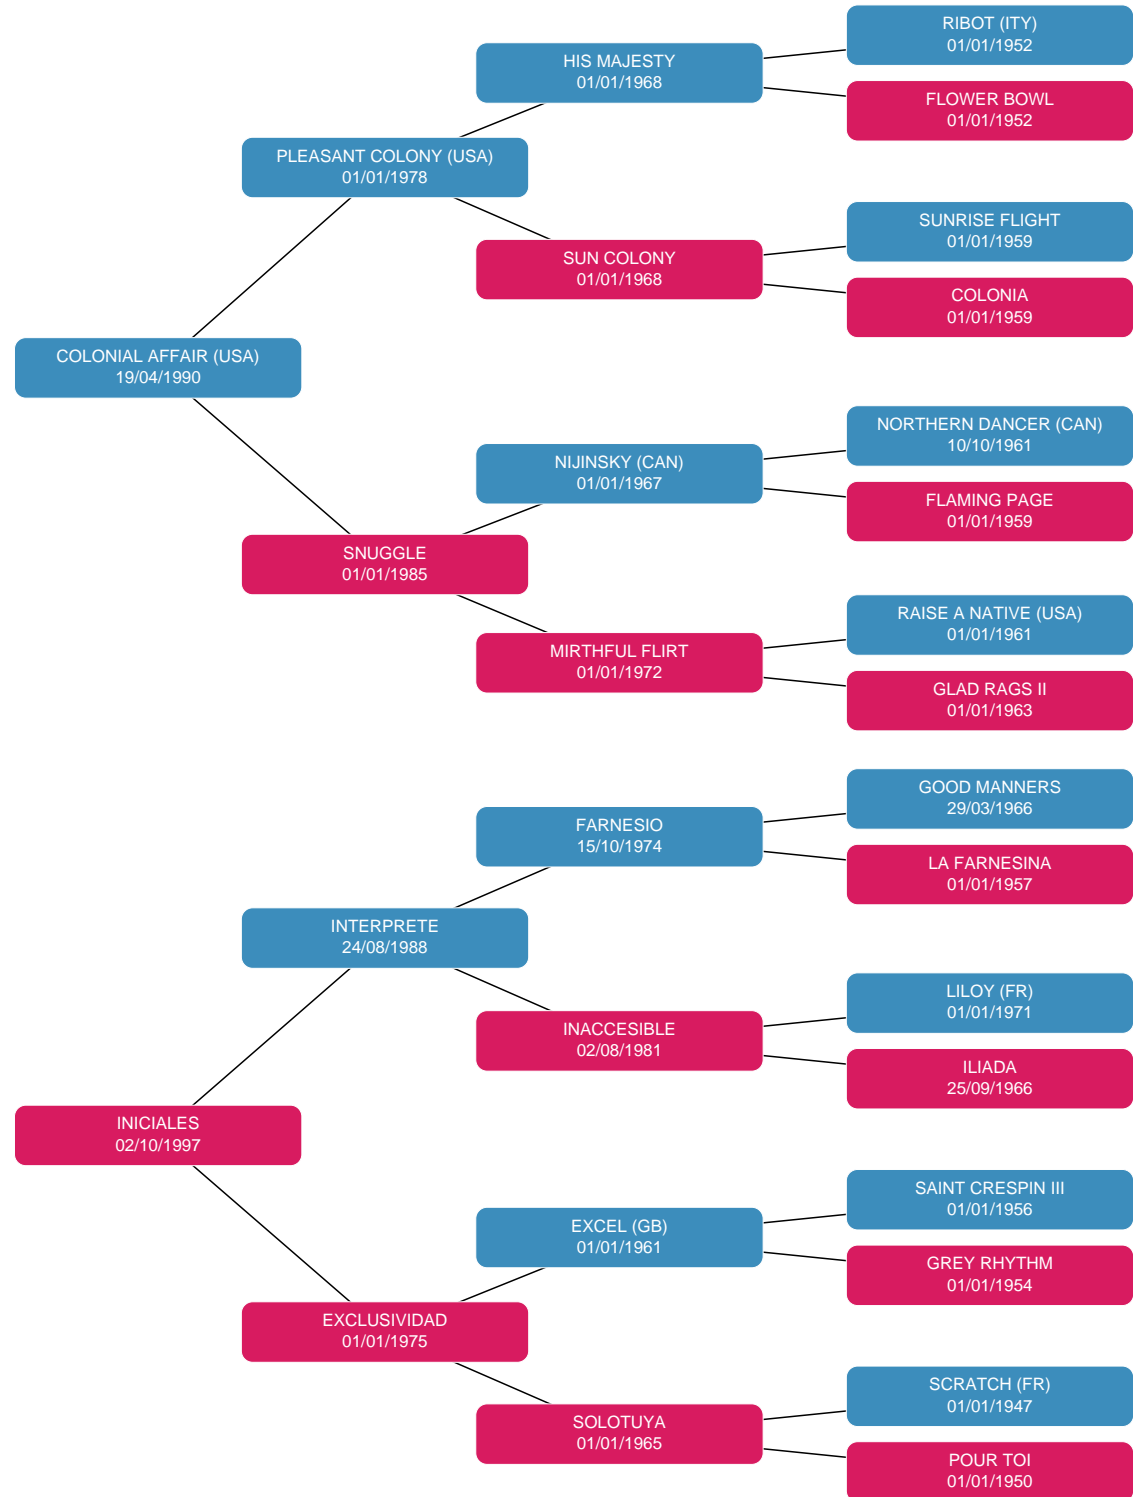 RIBOT (ITY)
01/01/1952
HIS MAJESTY
01/01/1968
FLOWER BOWL
01/01/1952
PLEASANT COLONY (USA)
01/01/1978
SUNRISE FLIGHT
01/01/1959
SUN COLONY
01/01/1968
COLONIA
01/01/1959
COLONIAL AFFAIR (USA)
19/04/1990
NORTHERN DANCER (CAN)
10/10/1961
NIJINSKY (CAN)
01/01/1967
FLAMING PAGE
01/01/1959
SNUGGLE
01/01/1985
RAISE A NATIVE (USA)
01/01/1961
MIRTHFUL FLIRT
01/01/1972
GLAD RAGS II
01/01/1963
GOOD MANNERS
29/03/1966
FARNESIO
15/10/1974
LA FARNESINA
01/01/1957
INTERPRETE
24/08/1988
LILOY (FR)
01/01/1971
INACCESIBLE
02/08/1981
ILIADA
25/09/1966
INICIALES
02/10/1997
SAINT CRESPIN III
01/01/1956
EXCEL (GB)
01/01/1961
GREY RHYTHM
01/01/1954
EXCLUSIVIDAD
01/01/1975
SCRATCH (FR)
01/01/1947
SOLOTUYA
01/01/1965
POUR TOI
01/01/1950